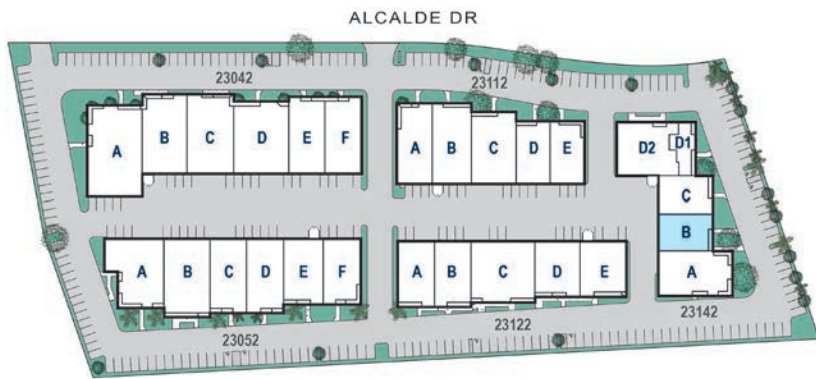 ALCALDE DR
23042
23112
A B C D E F
A B C D E
D2 D1
C
B
A
A B C D E F
A B C D E
23052
23122
23142